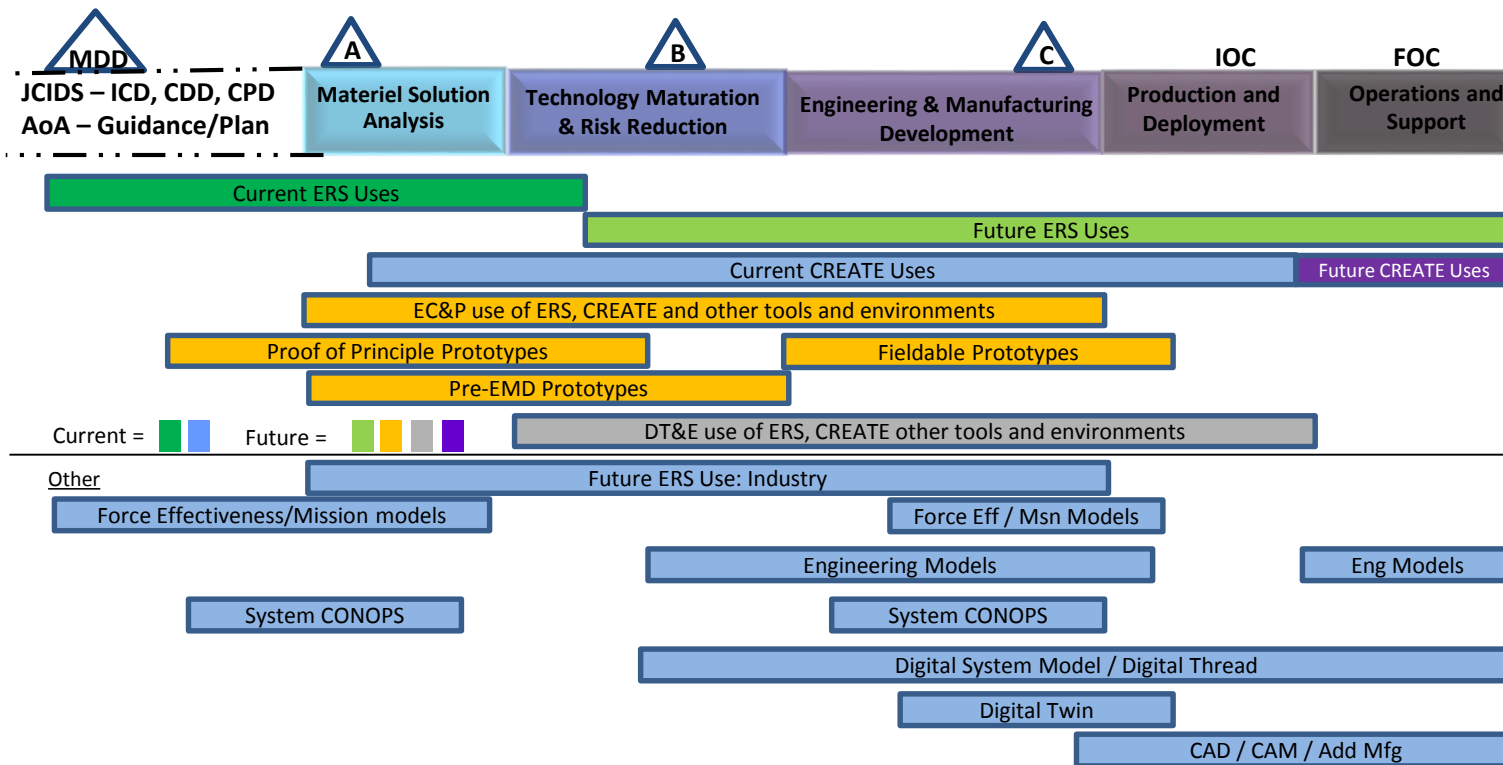 MDD
A
B
C
IOC
FOC
JCIDS – ICD, CDD, CPD
AoA – Guidance/Plan
Materiel Solution
Analysis
Technology Maturation
& Risk Reduction
Engineering & Manufacturing
Development
Production and
Deployment
Operations and
Support
Current ERS Uses
Future ERS Uses
Current CREATE Uses
Future CREATE Uses
EC&P use of ERS, CREATE and other tools and environments
Proof of Principle Prototypes
Fieldable Prototypes
Pre-EMD Prototypes
Current =
Future =
DT&E use of ERS, CREATE other tools and environments
Other
Future ERS Use: Industry
Force Effectiveness/Mission models
Force Eff / Msn Models
Engineering Models
Eng Models
System CONOPS
System CONOPS
Digital System Model / Digital Thread
Digital Twin
CAD / CAM / Add Mfg